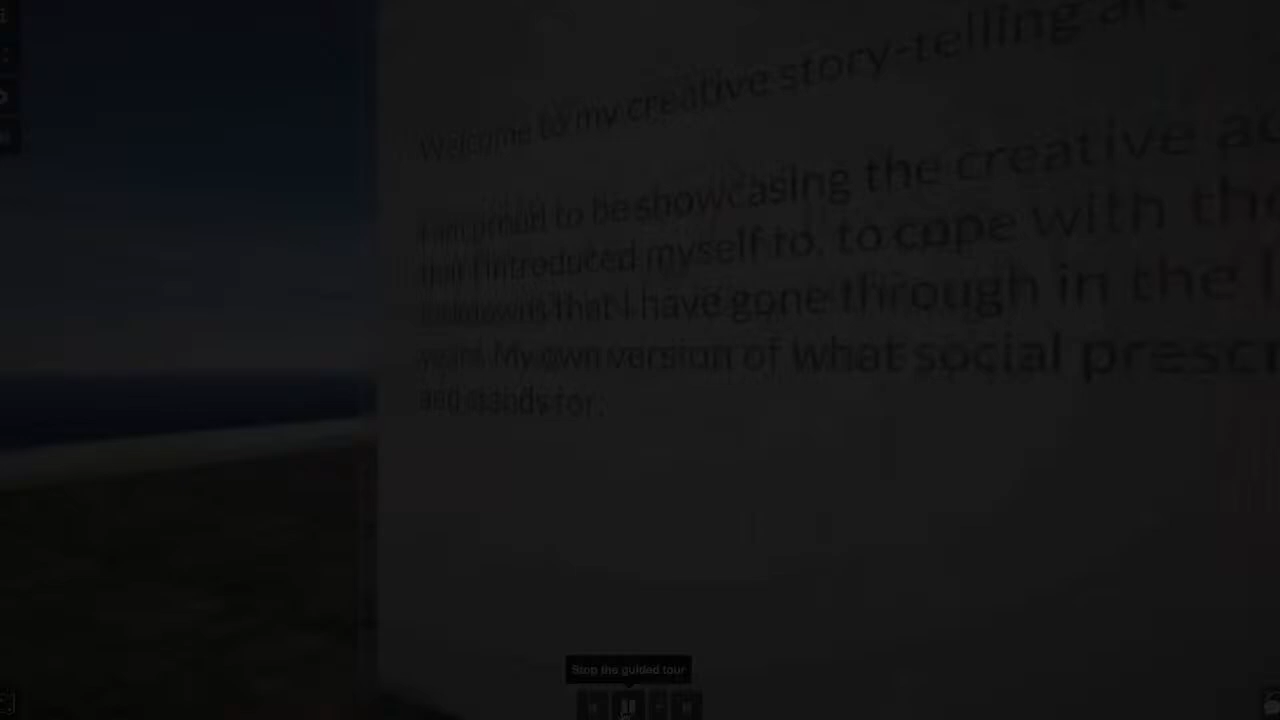 Welcome to my creative story-telling
proud to be showcasing the creative
that I introduced myself to, to cope with the
that I have gone through in the
years. My own version of what social
and stands for.
Stop the guided tour